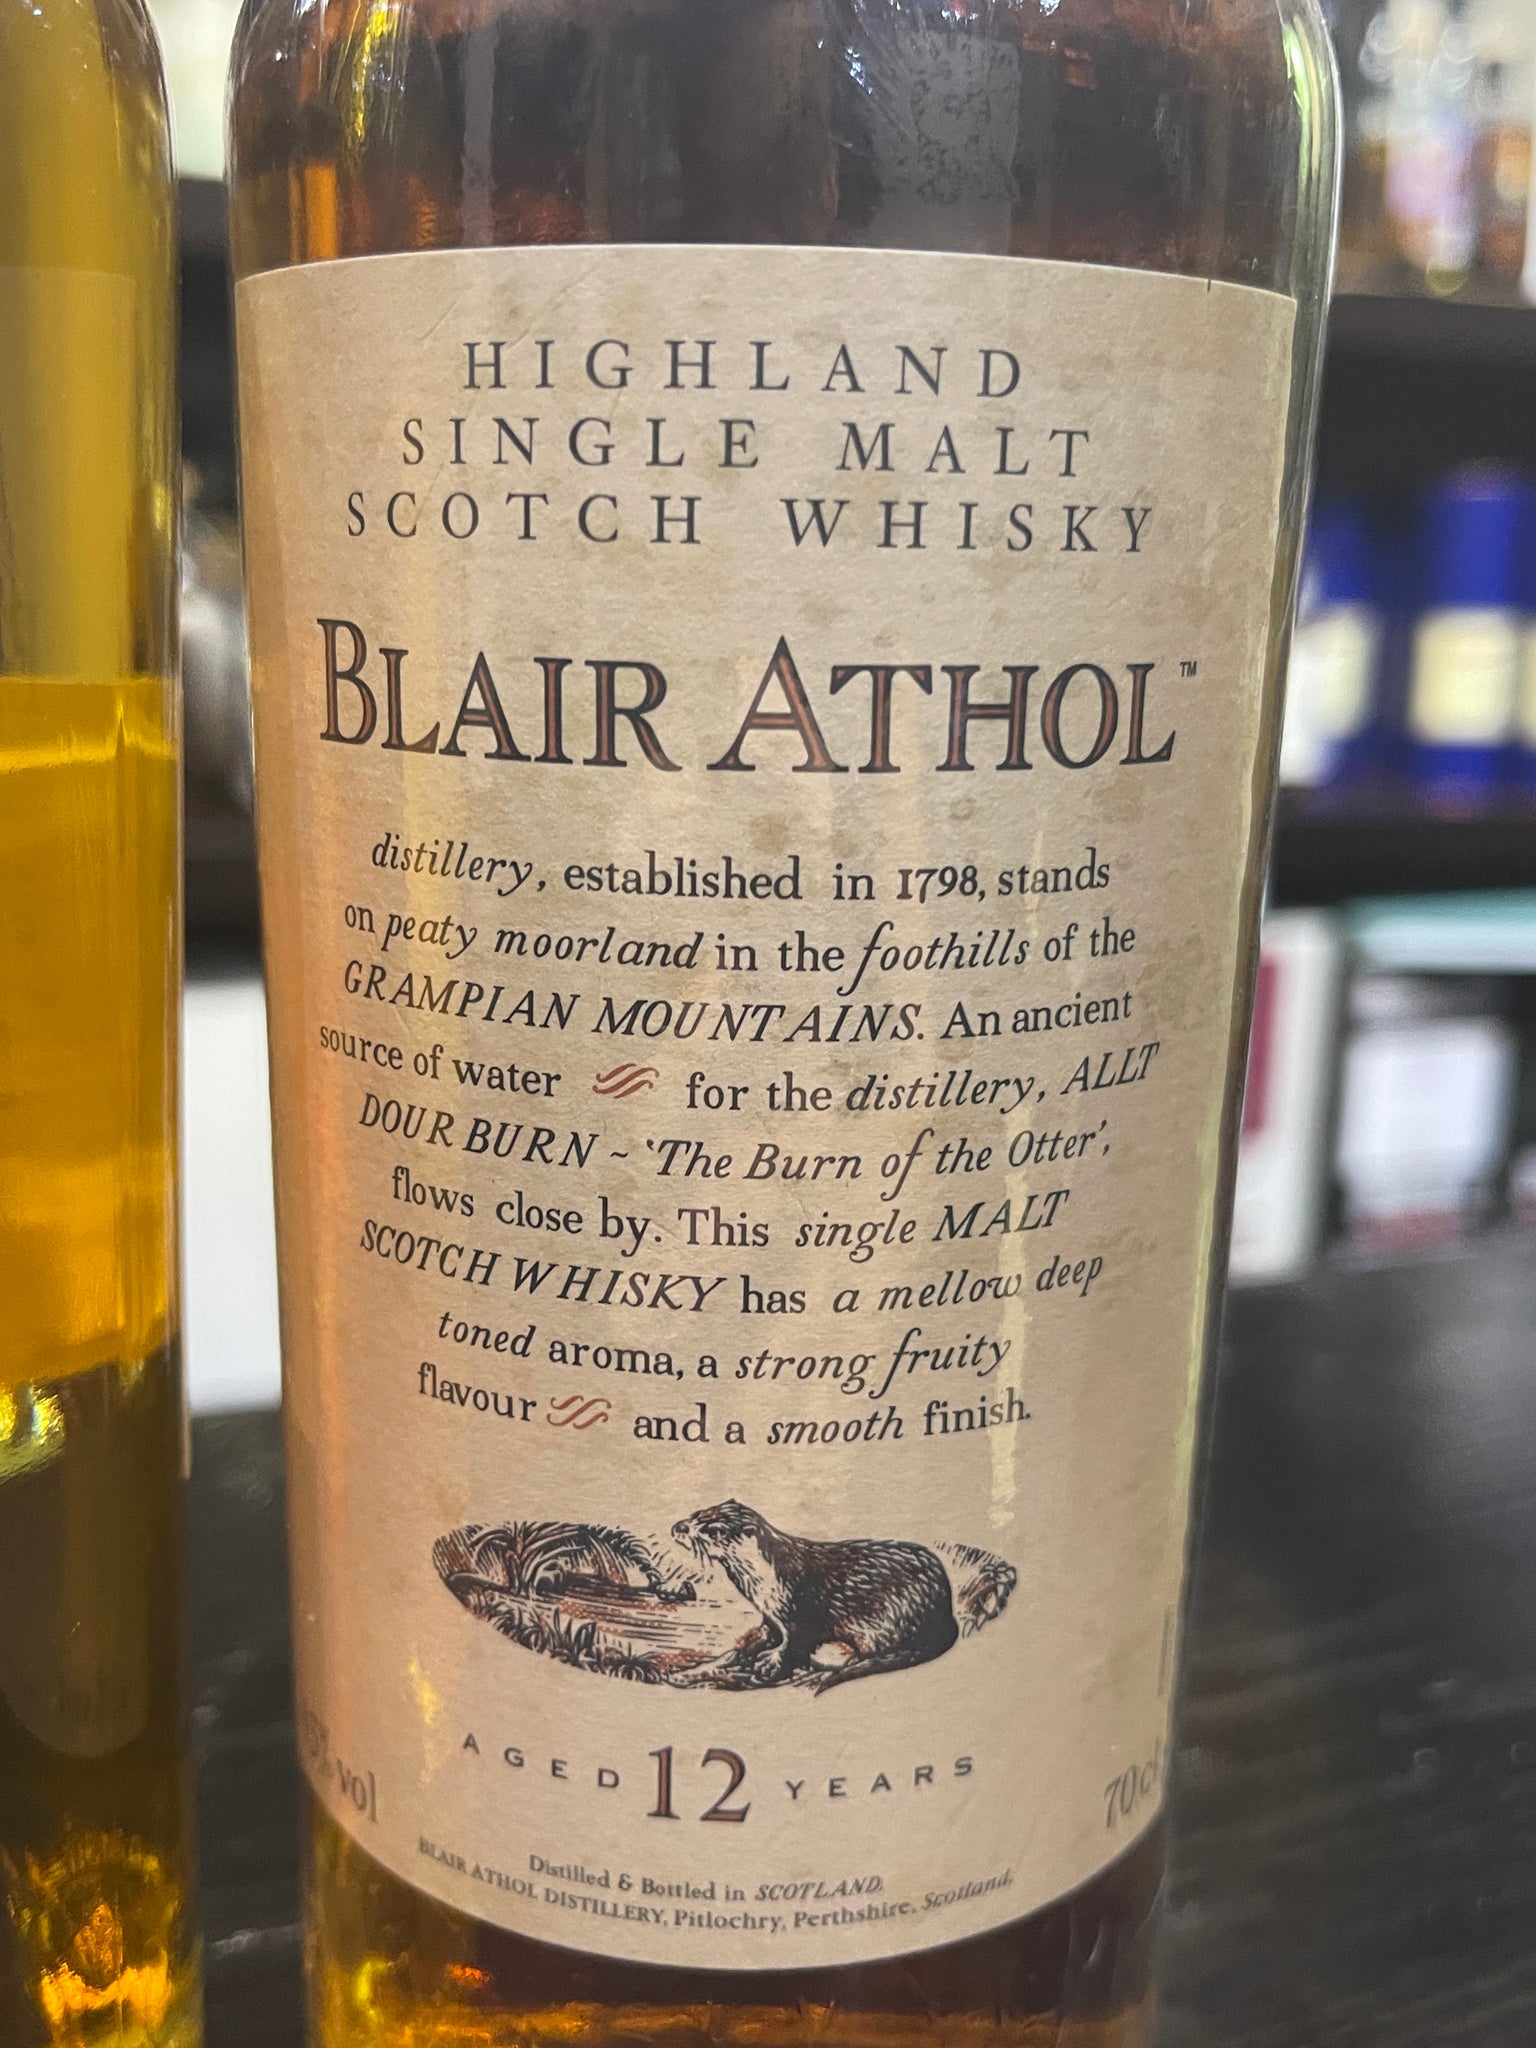 HIGHLAND
SINGLE MALT
SCOTCH WHISKY
BLAIR ATHOL™
distillery, established in 1798, stands
on peaty moorland in the foothills of the
GRAMPIAN MOUNTAINS. An ancient
source of water for the distillery, ALLT
DOUR BURN ~ ‘The Burn of the Otter’,
flows close by. This single MALT
SCOTCH WHISKY has a mellow deep
toned aroma, a strong fruity
flavour and a smooth finish.
AGED 12 YEARS
vol 70cl
Distilled & Bottled in SCOTLAND.
BLAIR ATHOL DISTILLERY, Pitlochry, Perthshire, Scotland.